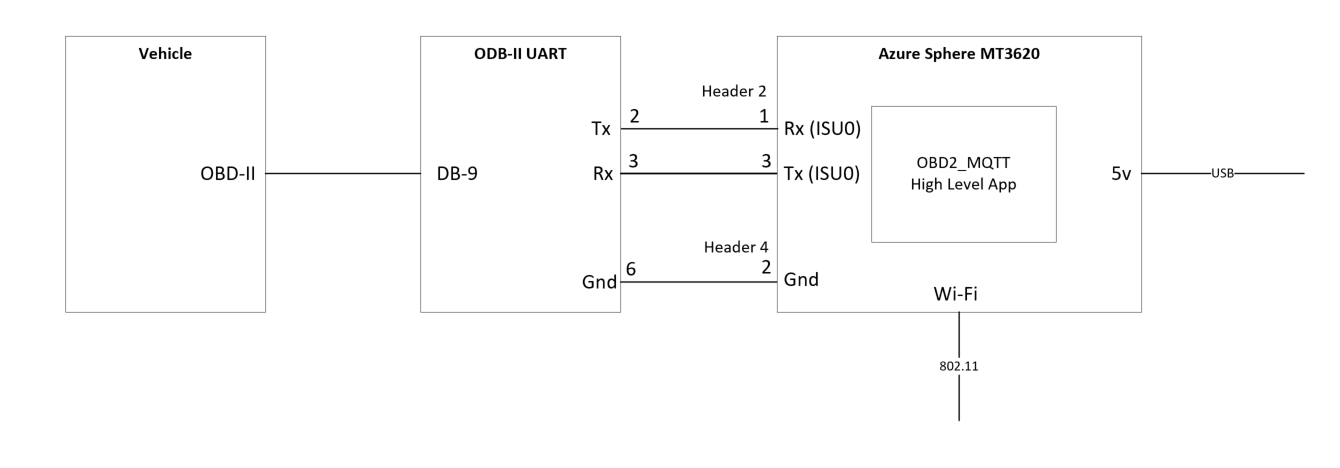 Vehicle
ODB-II UART
Azure Sphere MT3620
Header 2
Tx
2
1
Rx (ISU0)
OBD-II
DB-9
Rx
3
3
Tx (ISU0)
OBD2_MQTT
High Level App
5v
USB
Header 4
Gnd
6
2
Gnd
Wi-Fi
802.11